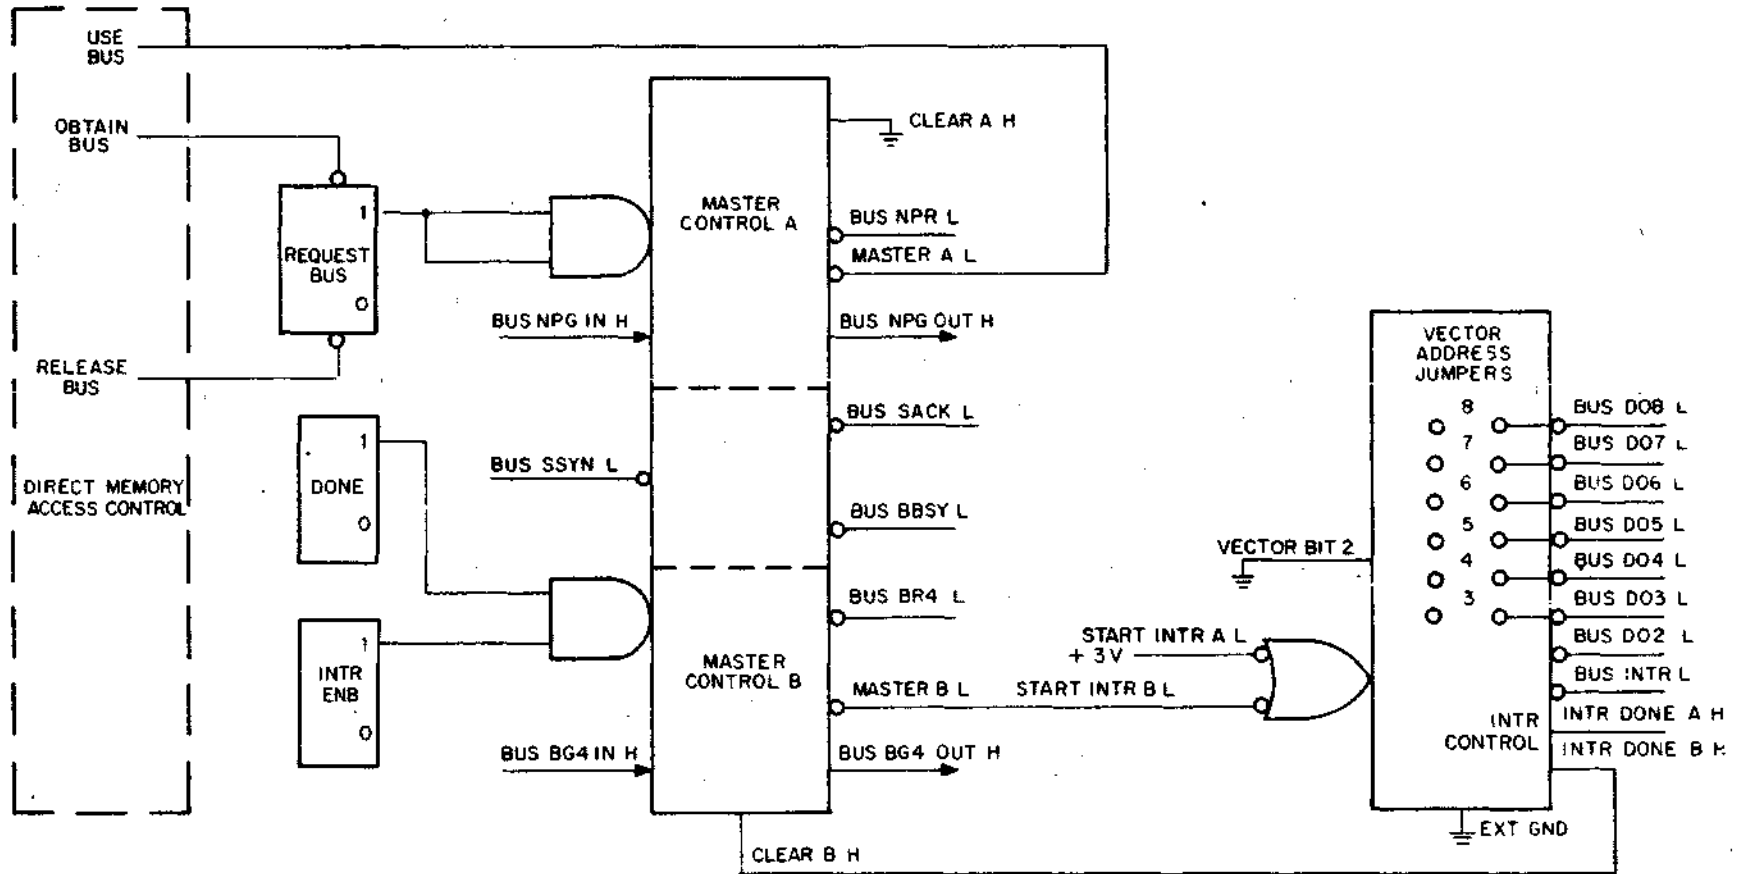 USE
BUS
OBTAIN
BUS
RELEASE
BUS
DIRECT MEMORY
ACCESS CONTROL
1
REQUEST
BUS
0
1
DONE
0
1
INTR
ENB
0
BUS NPG IN H
BUS SSYN L
BUS BG4 IN H
MASTER
CONTROL A
MASTER
CONTROL B
CLEAR A H
BUS NPR L
MASTER A L
BUS NPG OUT H
BUS SACK L
BUS BBSY L
BUS BR4 L
MASTER B L
BUS BG4 OUT H
CLEAR B H
START INTR A L
+ 3V
START INTR B L
VECTOR BIT 2
VECTOR
ADDRESS
JUMPERS
8
7
6
5
4
3
INTR
CONTROL
BUS D08 L
BUS D07 L
BUS D06 L
BUS D05 L
BUS D04 L
BUS D03 L
BUS D02 L
BUS INTR L
INTR DONE A H
INTR DONE B H
EXT GND